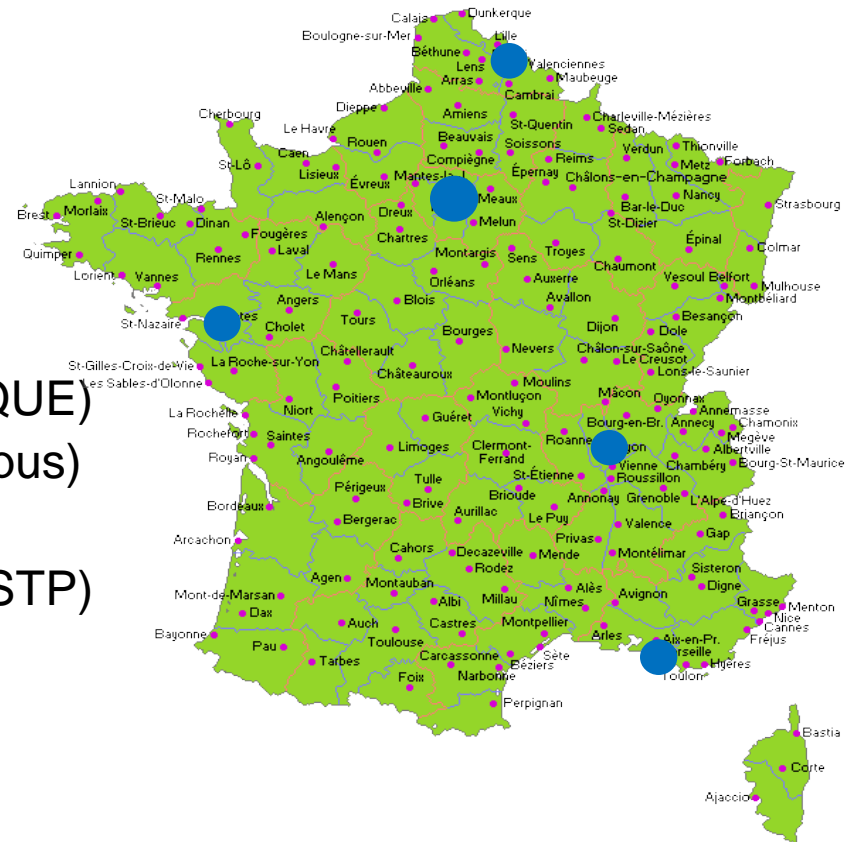 Dunkerque
Calais
Boulogne-sur-Mer
Lille
Béthune
Valenciennes
Lens
Maubeuge
Arras
Abbeville
Cambrai
Dieppe
Amiens
Charleville-Mézières
Cherbourg
St-Quentin
Sedan
Le Havre
Beauvais
Soissons
Rouen
Verdun
Thionville
Caen
Compiègne
Reims
Metz
Forbach
St-Lô
Lisieux
Évreux
Mantes-la-J
Épernay
Châlons-en-Champagne
Lannion
St-Malo
Meaux
Nancy
Brest
Morlaix
St-Brieuc
Dinan
Alençon
Dreux
Bar-le-Duc
Strasbourg
Fougères
Melun
St-Dizier
Quimper
Rennes
Laval
Chartres
Montargis
Sens
Troyes
Épinal
Colmar
Lorient
Vannes
Le Mans
Orléans
Auxerre
Chaumont
Vesoul
Belfort
Mulhouse
Angers
Blois
Avallon
Montbéliard
St-Nazaire
tes
Cholet
Tours
Bourges
Dijon
Besançon
Dole
St-Gilles-Croix-de-Vie
La Roche-sur-Yon
Châtellerault
Nevers
Châlon-sur-Saône
Le Creusot
Les Sables-d'Olonne
Châteauroux
Moulins
Lons-le-Saunier
QUE)
Poitiers
Montluçon
Mâcon
Oyonnax
La Rochelle
Niort
Guéret
Vichy
Bourg-en-Br.
Annecy
Annemasse
Chamonix
Rochefort
Saintes
Limoges
Clermont-Ferrand
Roanne
yon
Megève
Albertville
ous)
Royan
Angoulême
Vienne
Chambéry
Bourg-St-Maurice
Périgueux
Tulle
St-Étienne
Roussillon
Bordeaux
Brive
Brioude
Annonay
Grenoble
L'Alpe-d'Huez
Bergerac
Aurillac
Le Puy
Valence
Briançon
Arcachon
Privas
Gap
Cahors
Decazeville
Mende
Montélimar
Rodez
Sisteron
STP)
Agen
Mont-de-Marsan
Montauban
Albi
Millau
Alès
Avignon
Digne
Dax
Nîmes
Grasse
Menton
Bayonne
Auch
Toulouse
Castres
Montpellier
Arles
Nice
Cannes
Fréjus
Pau
Tarbes
Carcassonne
Béziers
Sète
Aix-en-Pr.
rseille
Hyères
Foix
Narbonne
Toulon
Perpignan
Bastia
Corte
Ajaccio